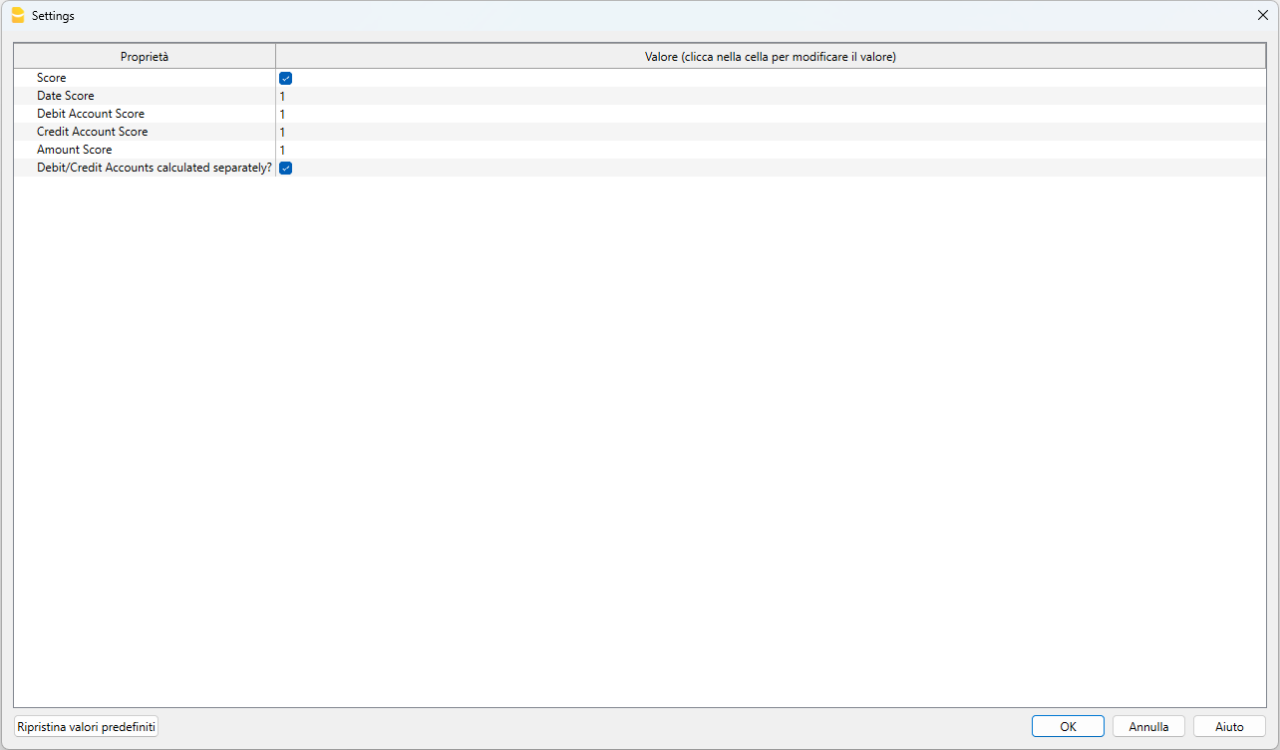 Settings
Proprietà Valore (clicca nella cella per modificare il valore)
Score
Date Score 1
Debit Account Score 1
Credit Account Score 1
Amount Score 1
Debit/Credit Accounts calculated separately?
Ripristina valori predefiniti OK Annulla Aiuto